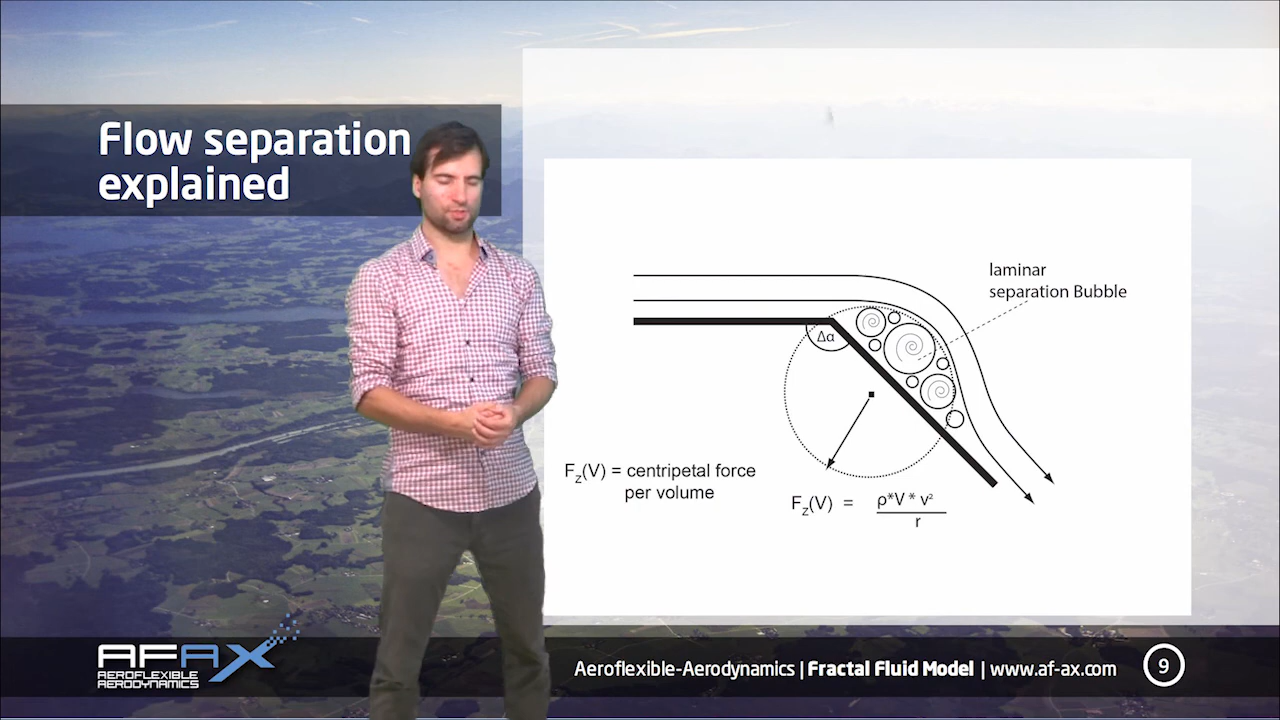 Flow separation
explained
laminar
separation Bubble
Δα
F_z(V) = centripetal force
per volume
F_z(V) = ρ*V * v²
r
AFAX
AEROFLEXIBLE
AERODYNAMICS
Aeroflexible-Aerodynamics | Fractal Fluid Model | www.af-ax.com
9